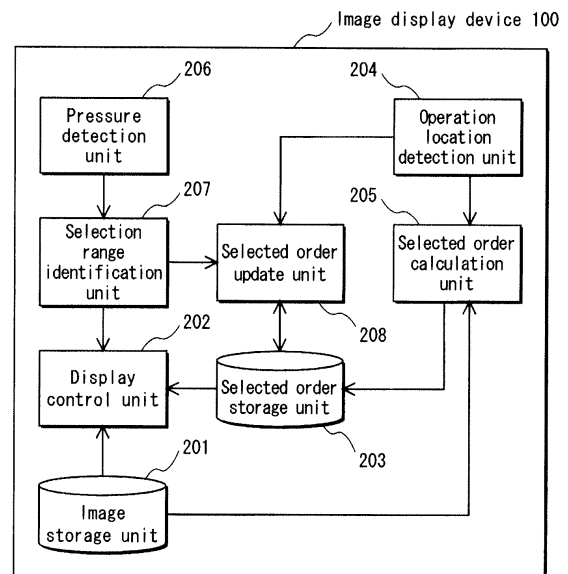 Image display device 100
206
204
Pressure
detection
unit
Operation
location
detection unit
207
205
Selection
range
identification
unit
Selected order
update unit
Selected order
calculation
unit
202
208
Display
control unit
Selected order
storage unit
201
203
Image
storage unit